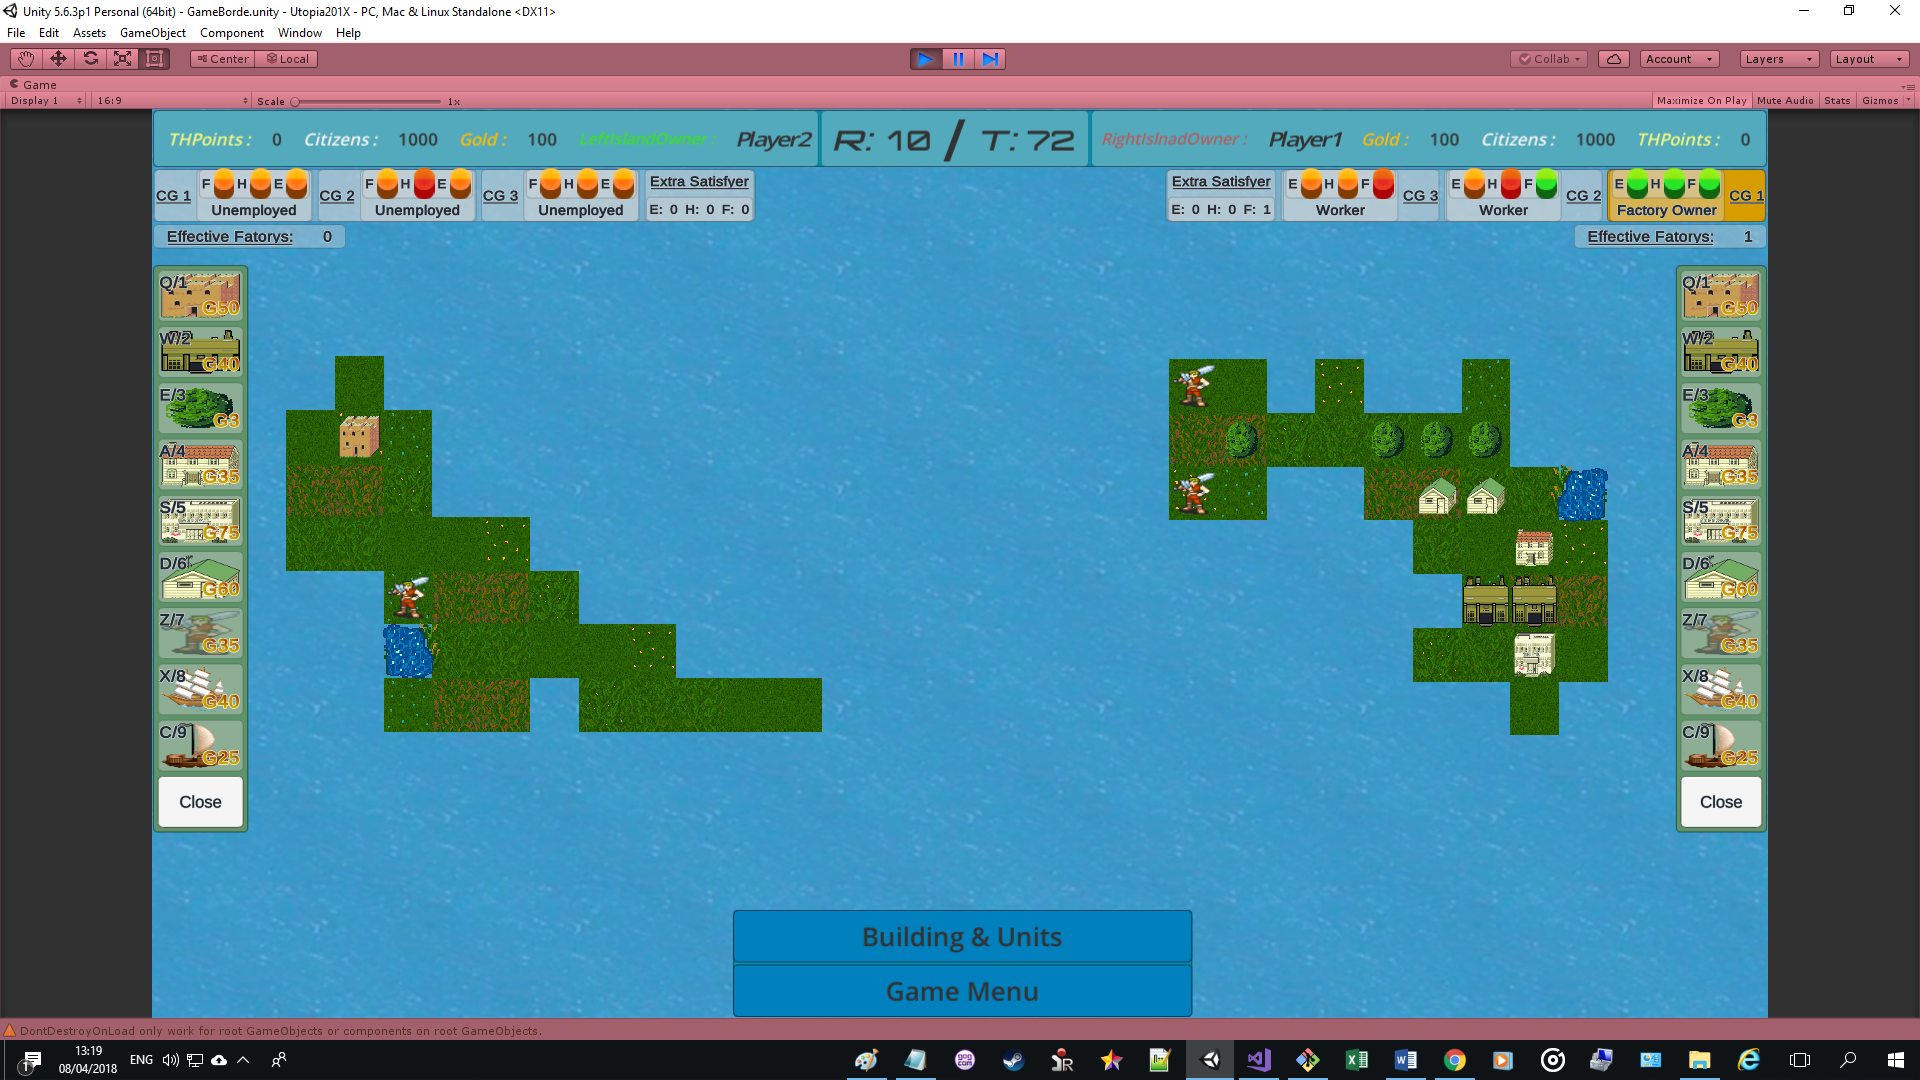 Unity 5.6.3p1 Personal (64bit) - GameBorde.unity - Utopia201X - PC, Mac & Linux Standalone <DX11>
File Edit Assets GameObject Component Window Help
Center Local Collab Account Layers Layout
Game
Display 1 16:9 Scale 1x Maximize On Play Mute Audio Stats Gizmos
THPoints : 0 Citizens : 1000 Gold : 100 LeftIslandOwner : Player2 R: 10 / T: 72 RightIslnadOwner : Player1 Gold : 100 Citizens : 1000 THPoints : 0
CG 1 F H E Unemployed CG 2 F H E Unemployed CG 3 F H E Unemployed
Extra Satisfyer
E: 0 H: 0 F: 0
Extra Satisfyer
E: 0 H: 0 F: 1
E H F Worker CG 3 E H F Worker CG 2 E H F Factory Owner CG 1
Effective Fatorys: 0
Effective Fatorys: 1
Q/1 G50
W/2 G40
E/3 G3
A/4 G35
S/5 G75
D/6 G60
Z/7 G35
X/8 G40
C/9 G25
Close
Q/1 G50
W/2 G40
E/3 G3
A/4 G35
S/5 G75
D/6 G60
Z/7 G35
X/8 G40
C/9 G25
Close
Building & Units
Game Menu
DontDestroyOnLoad only work for root GameObjects or components on root GameObjects.
1 13:19 ENG
08/04/2018